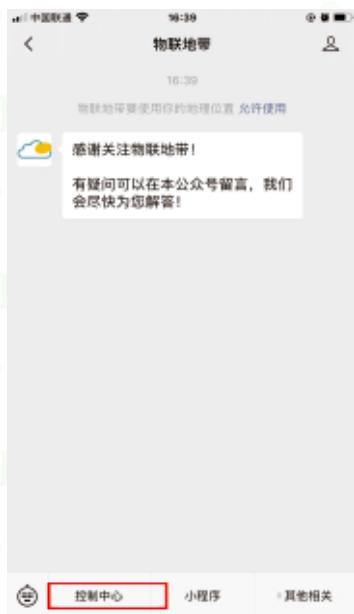 中国联通 16:39
物联地带
16:39
物联地带要使用你的地理位置 允许使用
感谢关注物联地带！
有疑问可以在本公众号留言，我们
会尽快为您解答！
控制中心 小程序 其他相关